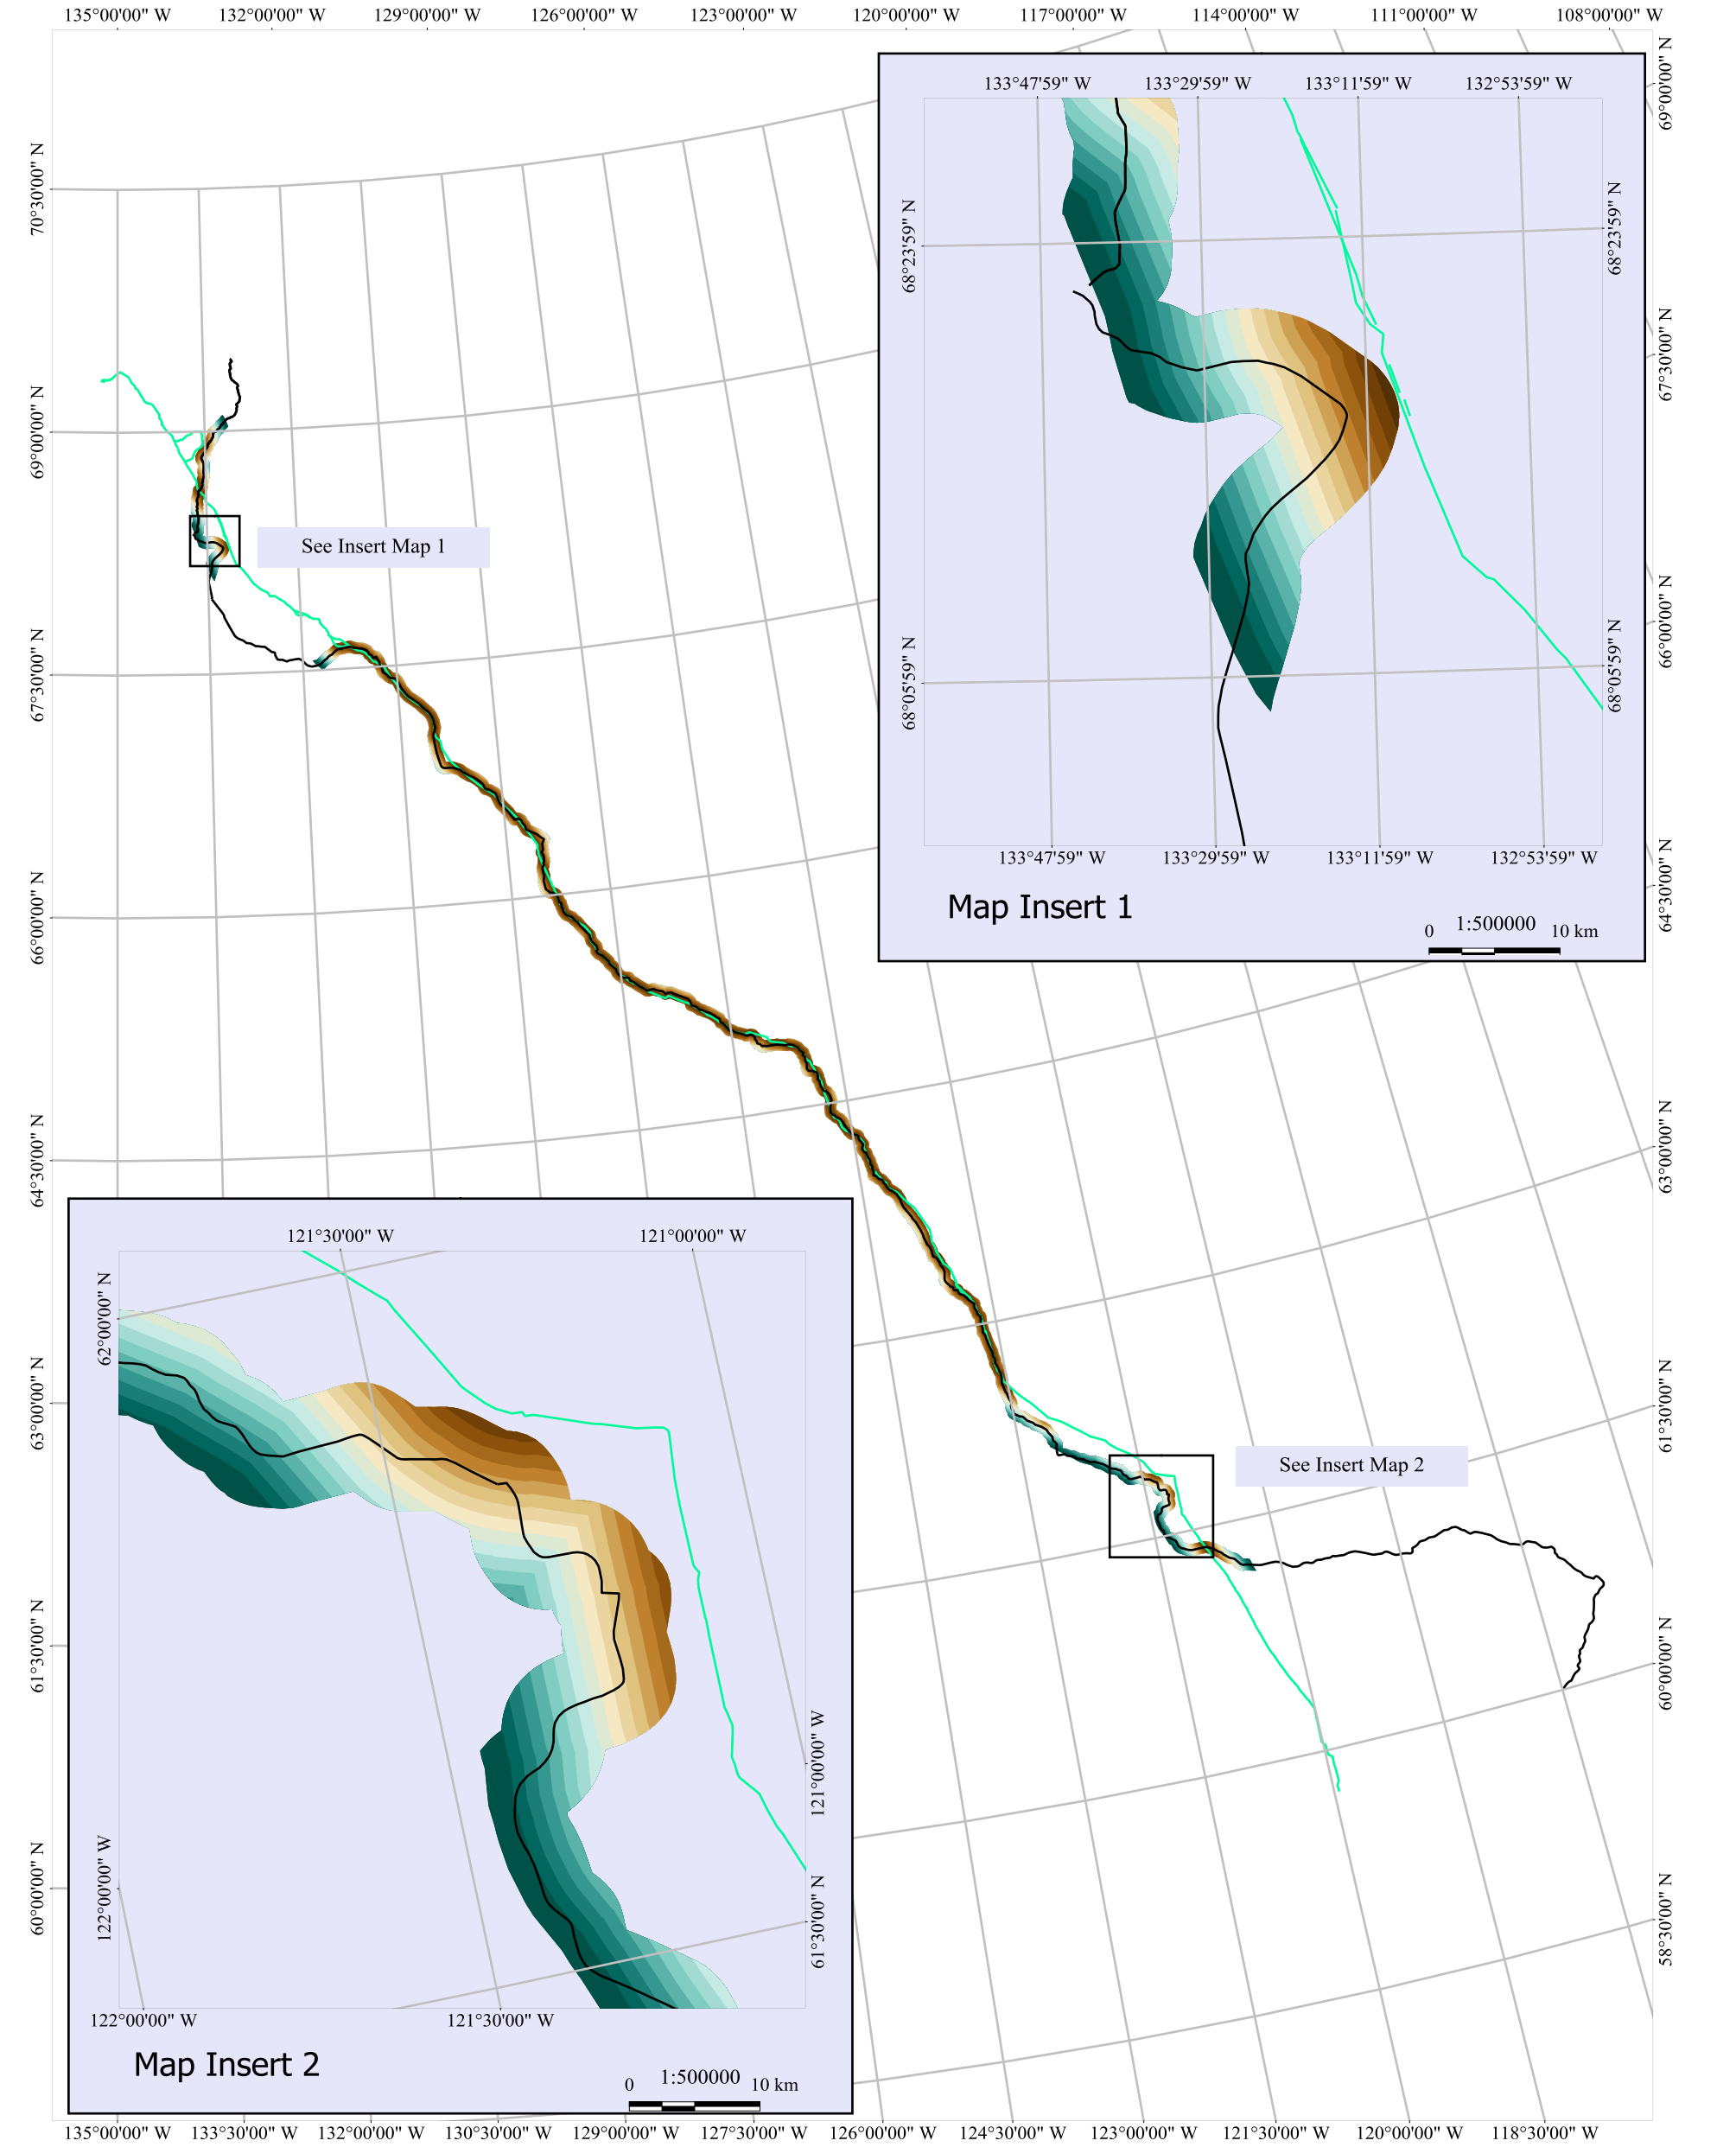 135°00'00" W 132°00'00" W 129°00'00" W 126°00'00" W 123°00'00" W 120°00'00" W 117°00'00" W 114°00'00" W 111°00'00" W 108°00'00" W
70°30'00" N
69°00'00" N
67°30'00" N
66°00'00" N
64°30'00" N
63°00'00" N
61°30'00" N
60°00'00" N
133°47'59" W 133°29'59" W 133°11'59" W 132°53'59" W
68°23'59" N
68°05'59" N
68°23'59" N
68°05'59" N
133°47'59" W 133°29'59" W 133°11'59" W 132°53'59" W
Map Insert 1
1:500000
0 10 km
See Insert Map 1
69°00'00" N
67°30'00" N
66°00'00" N
64°30'00" N
63°00'00" N
61°30'00" N
60°00'00" N
58°30'00" N
121°30'00" W 121°00'00" W
62°00'00" N
122°00'00" W
121°00'00" W
61°30'00" N
122°00'00" W 121°30'00" W
Map Insert 2
1:500000
0 10 km
See Insert Map 2
135°00'00" W 133°30'00" W 132°00'00" W 130°30'00" W 129°00'00" W 127°30'00" W 126°00'00" W 124°30'00" W 123°00'00" W 121°30'00" W 120°00'00" W 118°30'00" W